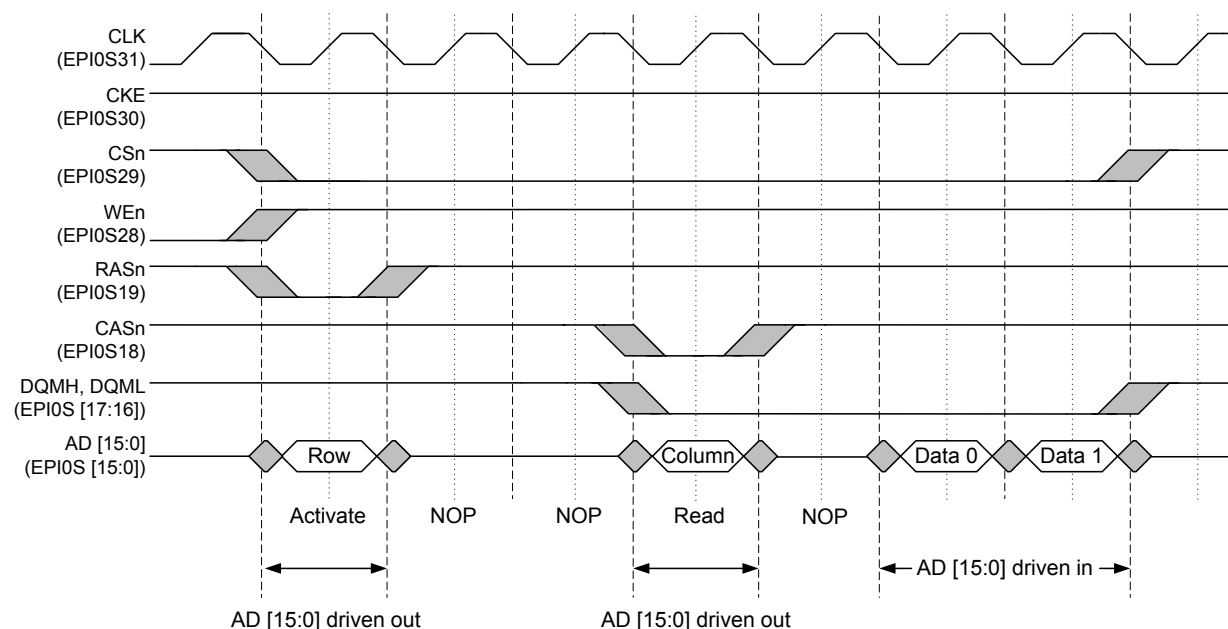 CLK
(EPI0S31)
CKE
(EPI0S30)
CSn
(EPI0S29)
WEn
(EPI0S28)
RASn
(EPI0S19)
CASn
(EPI0S18)
DQMH, DQML
(EPI0S [17:16])
AD [15:0]
(EPI0S [15:0])
Row
Column
Data 0
Data 1
Activate
NOP
NOP
Read
NOP
AD [15:0] driven in
AD [15:0] driven out
AD [15:0] driven out